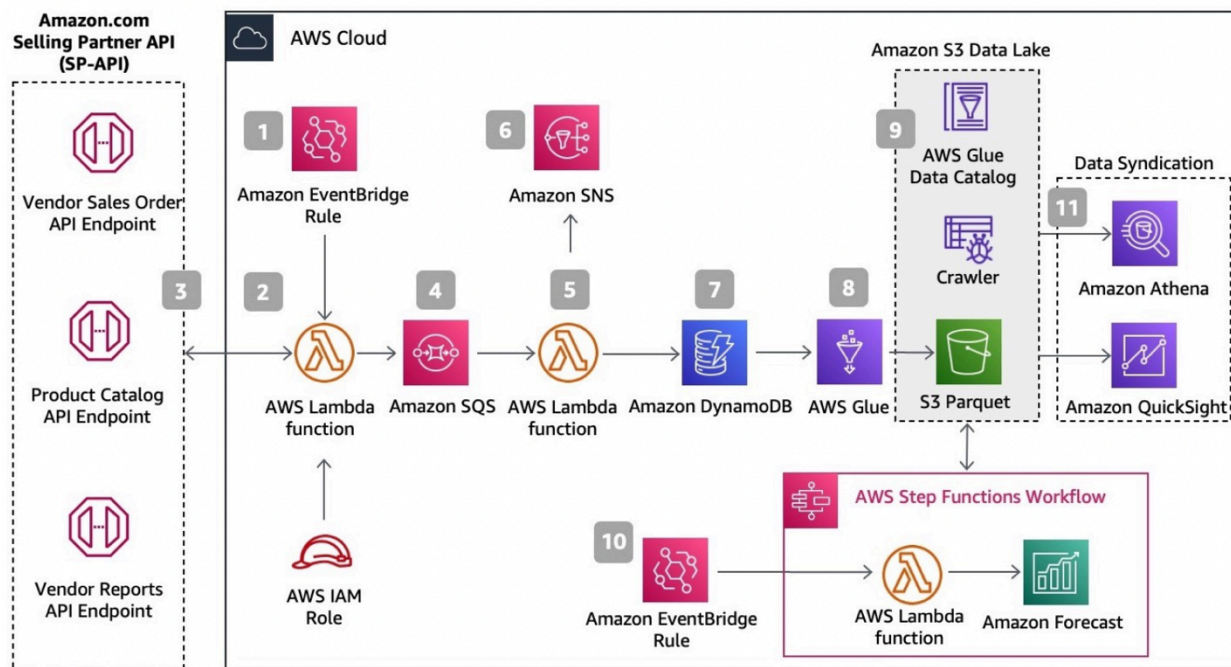 Amazon.com
Selling Partner API
(SP-API)
Vendor Sales Order
API Endpoint
Product Catalog
API Endpoint
Vendor Reports
API Endpoint
3
AWS Cloud
1
Amazon EventBridge
Rule
2
AWS Lambda
function
AWS IAM
Role
4
Amazon SQS
5
AWS Lambda
function
6
Amazon SNS
7
Amazon DynamoDB
8
AWS Glue
Amazon S3 Data Lake
9
AWS Glue
Data Catalog
Crawler
S3 Parquet
10
Amazon EventBridge
Rule
AWS Step Functions Workflow
AWS Lambda
function
Amazon Forecast
Data Syndication
11
Amazon Athena
Amazon QuickSight